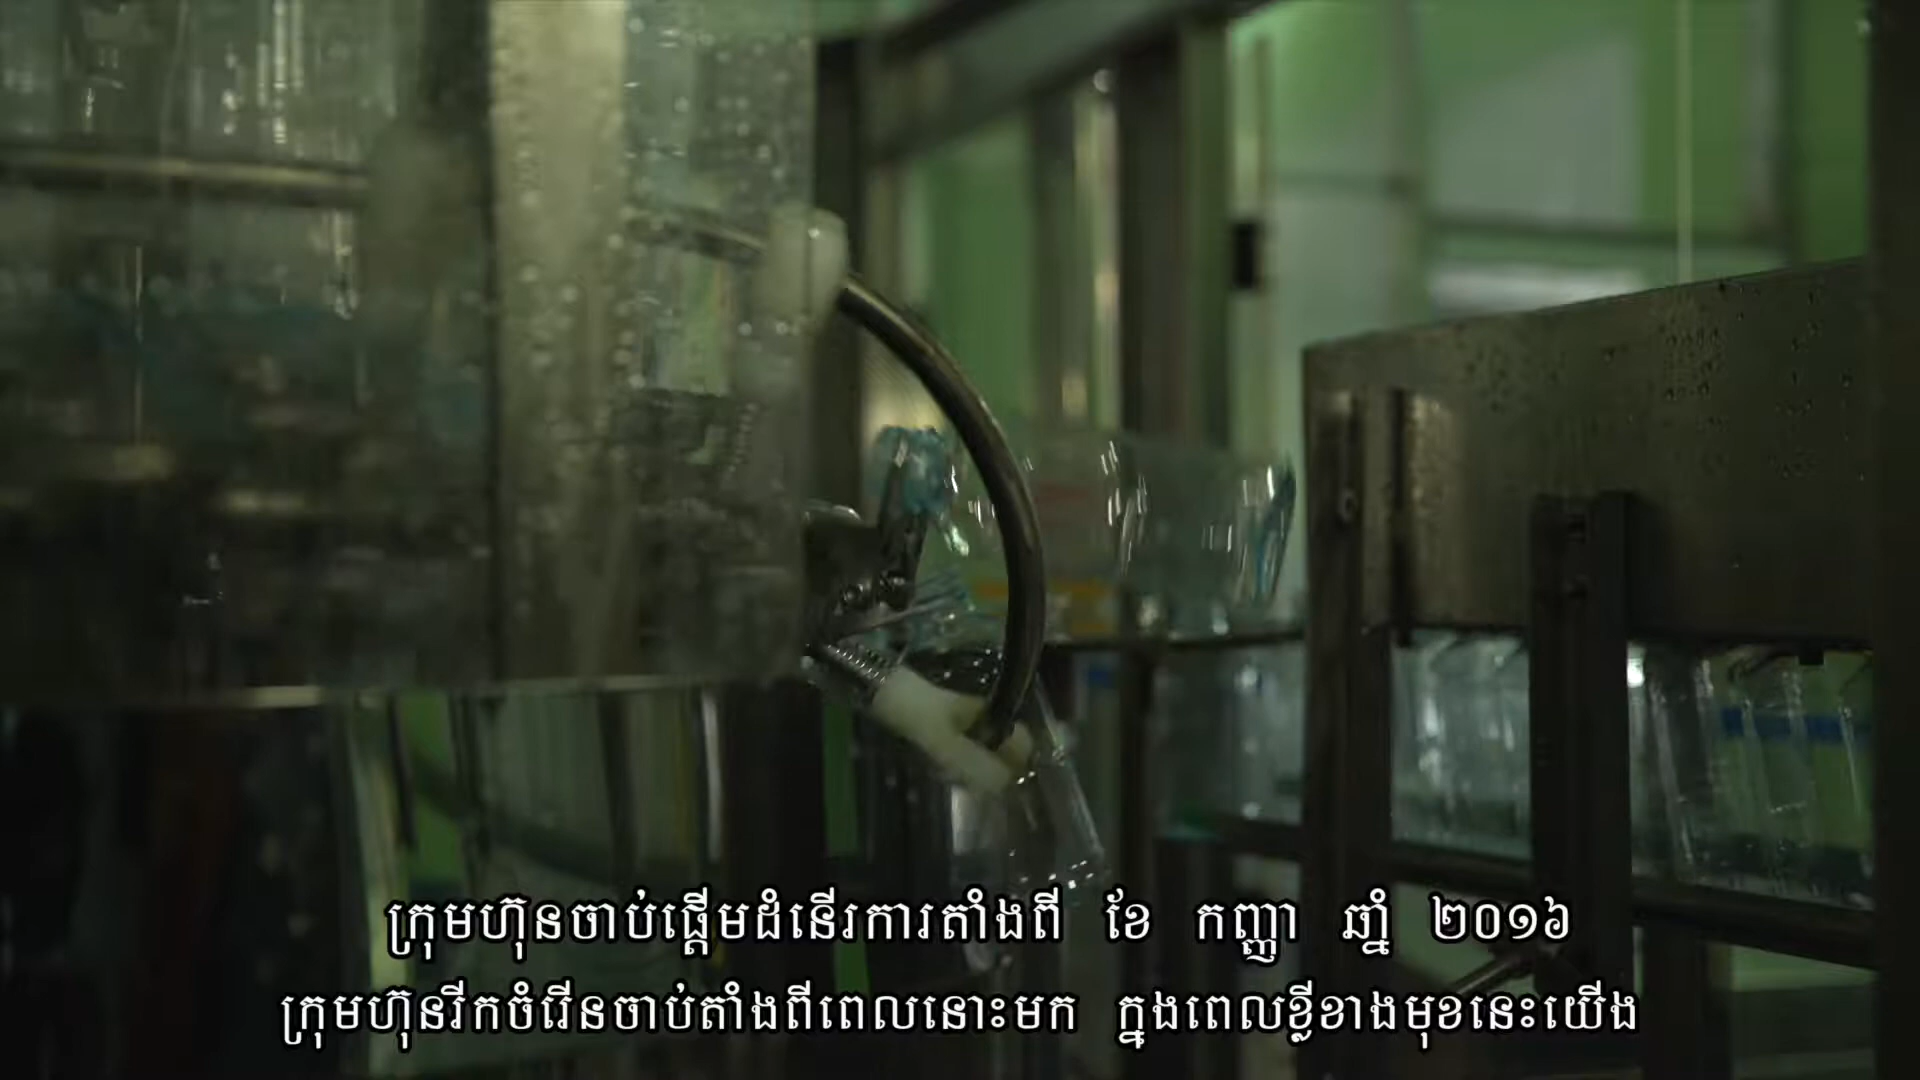 ក្រុមហ៊ុនចាប់ផ្ដើមដំនើរការតាំងពី ខែ កញ្ញា ឆ្នាំ ២០១៦
ក្រុមហ៊ុនរីកចំរើនចាប់តាំងពីពេលនោះមក ក្នុងពេលខ្លីខាងមុខនេះយើង